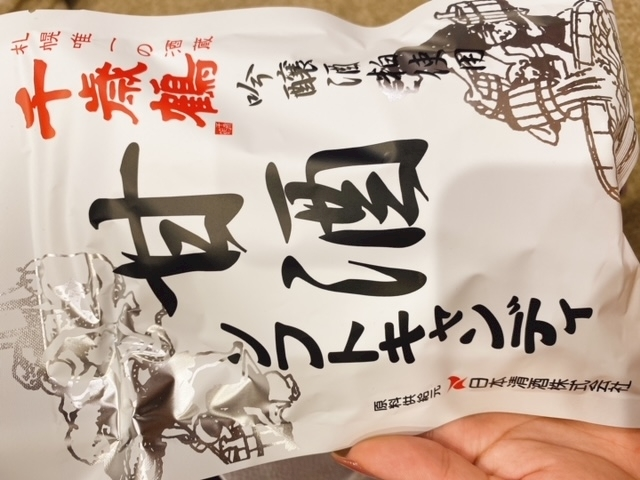 札幌唯一の酒蔵
千歳鶴
吟醸酒粕使用
甘酒
ソフトキャンディ
原料供給元
日本清酒株式会社